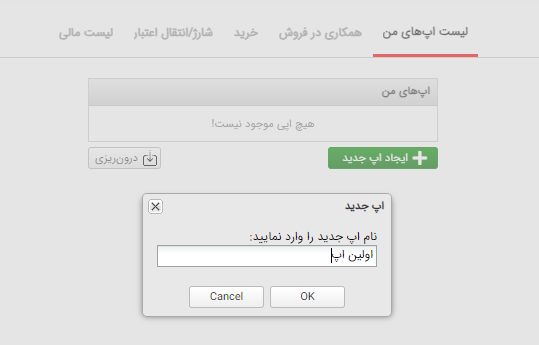 لیست اپ‌های من همکاری در فروش خرید شارژ/انتقال اعتبار لیست مالی
اپ‌های من
هیچ اپی موجود نیست!
ایجاد اپ جدید درون‌ریزی
اپ جدید
نام اپ جدید را وارد نمایید:
اولین اپ
Cancel OK